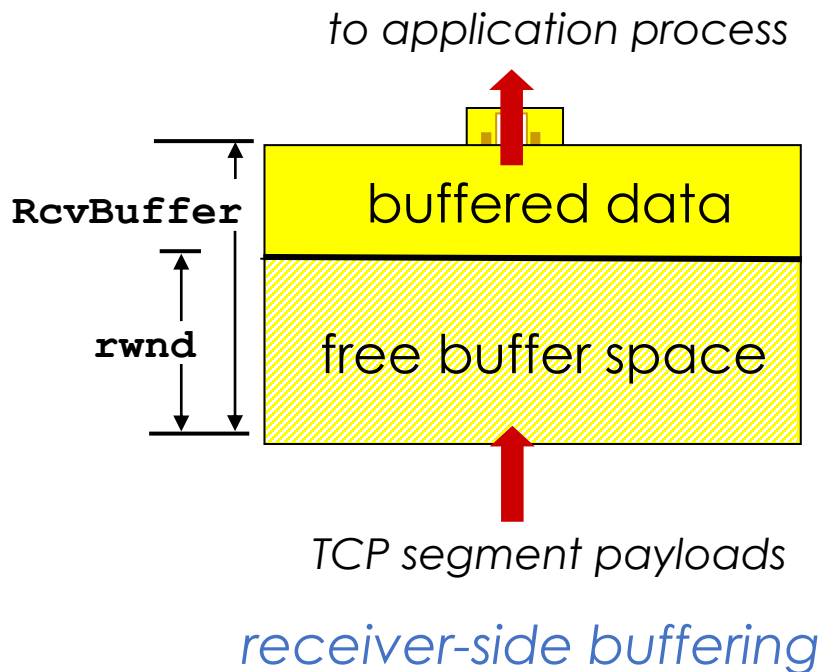 to application process
RcvBuffer
buffered data
rwnd
free buffer space
TCP segment payloads
receiver-side buffering